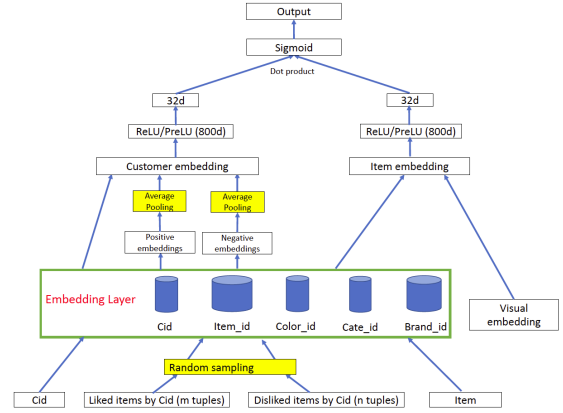 Output
Sigmoid
Dot product
32d
32d
ReLU/PreLU (800d)
ReLU/PreLU (800d)
Customer embedding
Item embedding
Average
Pooling
Average
Pooling
Positive
embeddings
Negative
embeddings
Embedding Layer
Cid
Item_id
Color_id
Cate_id
Brand_id
Visual
embedding
Random sampling
Cid
Liked items by Cid (m tuples)
Disliked items by Cid (n tuples)
Item